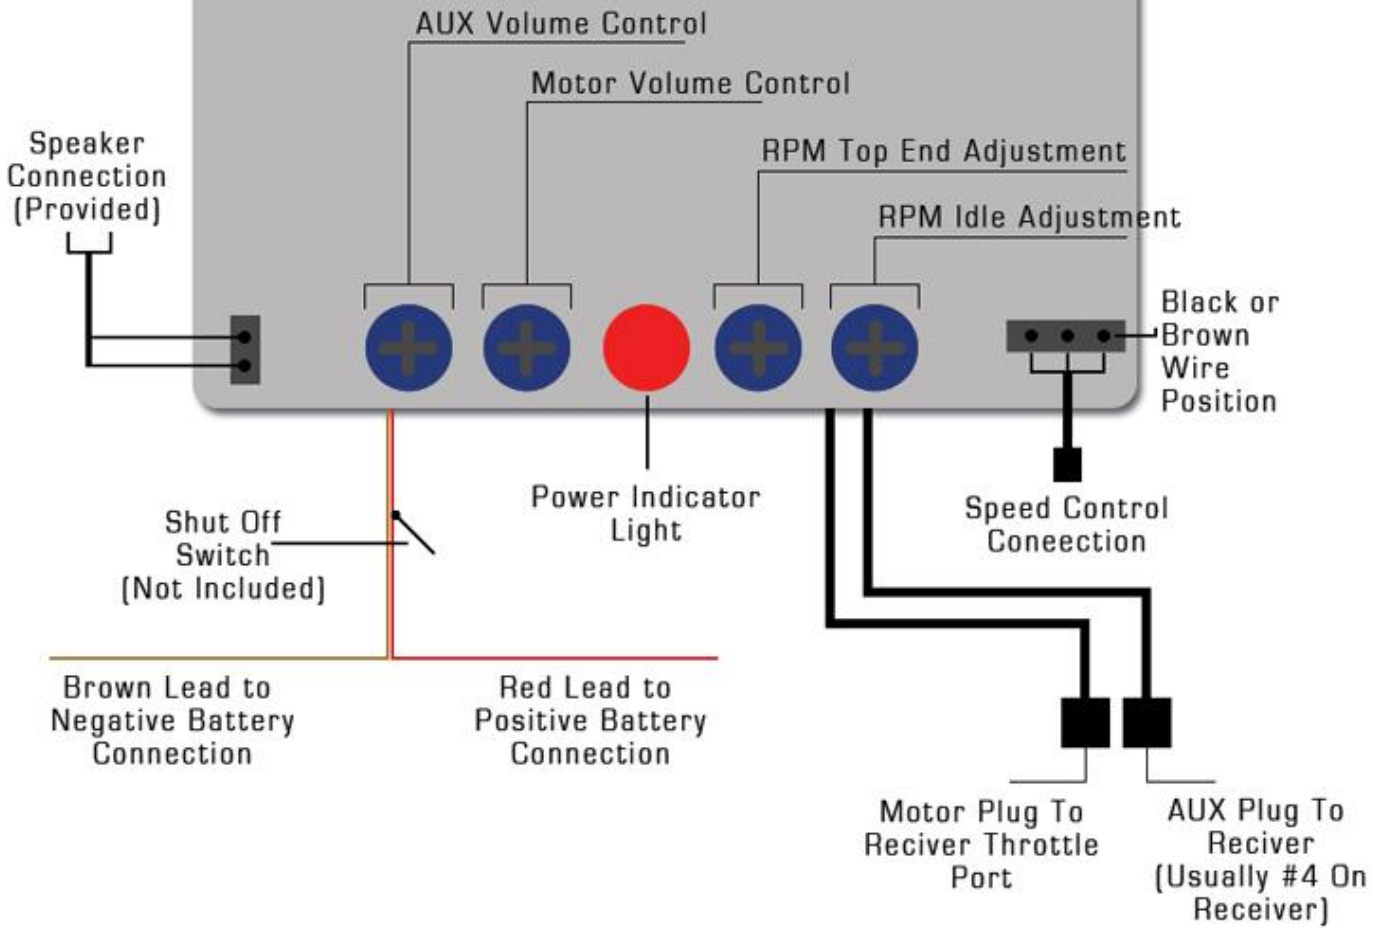 AUX Volume Control
Motor Volume Control
Speaker
Connection
(Provided)
RPM Top End Adjustment
RPM Idle Adjustment
Black or
Brown
Wire
Position
Power Indicator
Light
Speed Control
Coneection
Shut Off
Switch
(Not Included)
Brown Lead to
Negative Battery
Connection
Red Lead to
Positive Battery
Connection
Motor Plug To
Reciver Throttle
Port
AUX Plug To
Reciver
(Usually #4 On
Receiver)